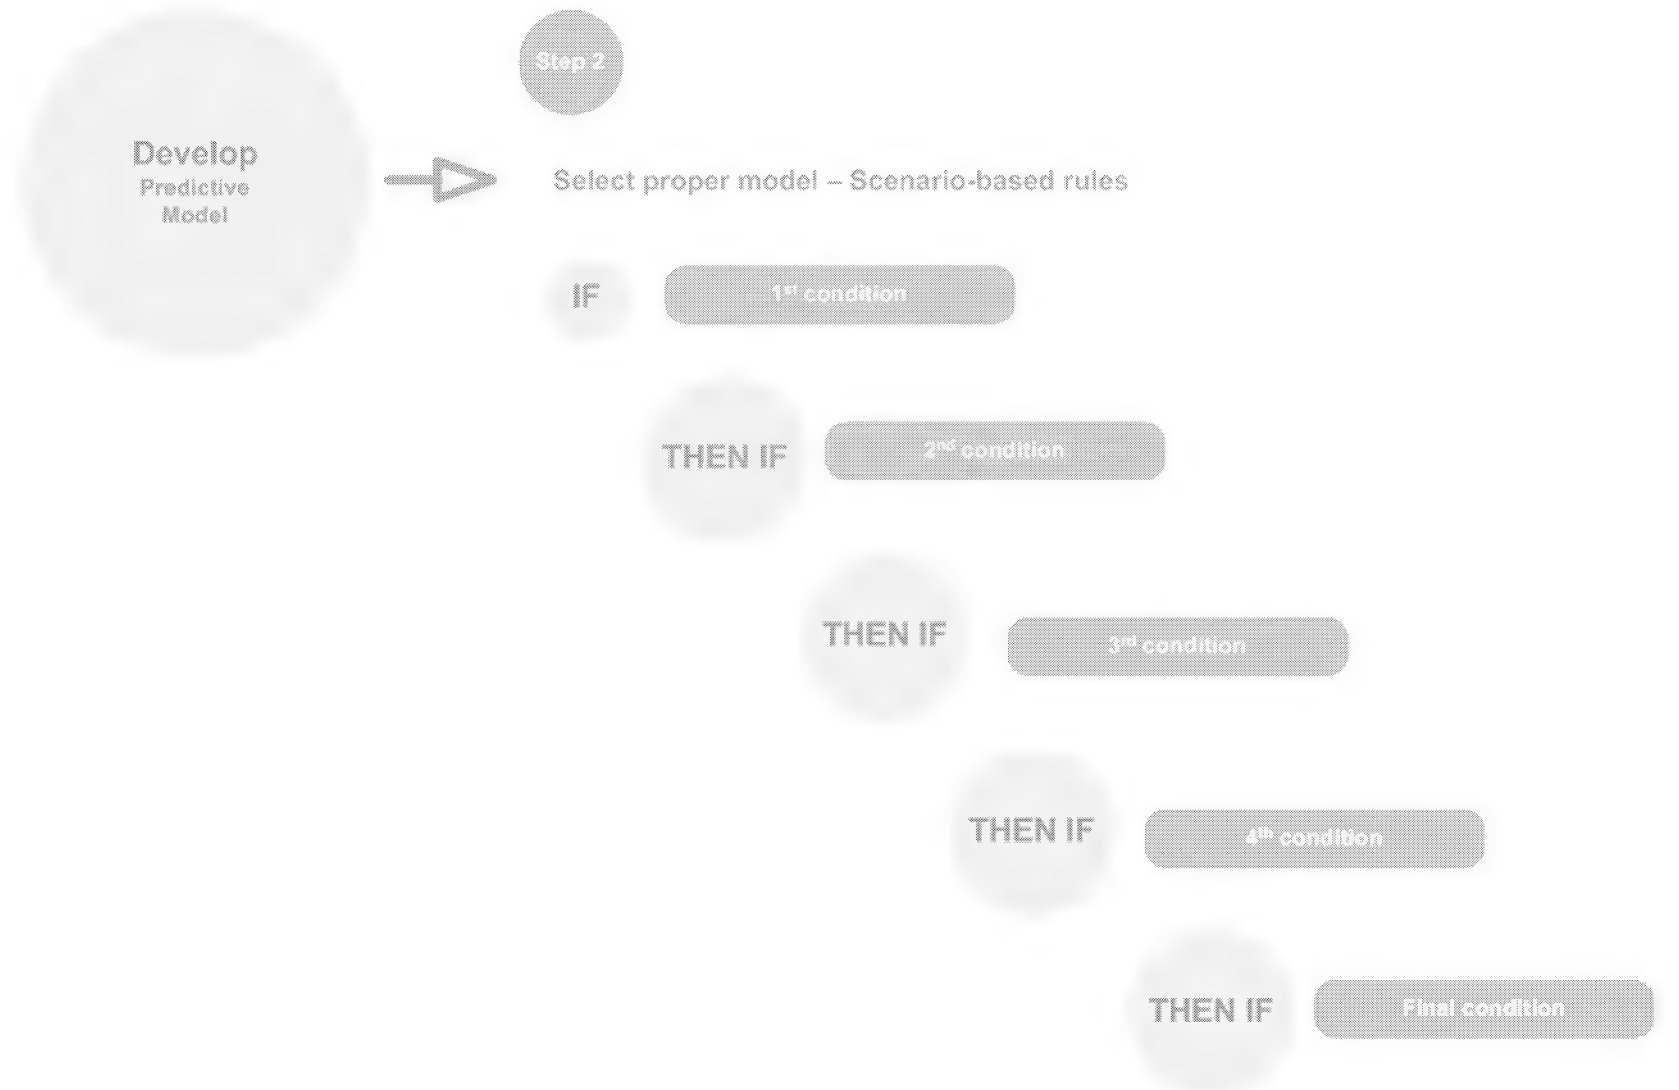 Step 2
Develop
Predictive
Model
Select proper model – Scenario-based rules
IF
1st condition
THEN IF
2nd condition
THEN IF
3rd condition
THEN IF
4th condition
THEN IF
Final condition